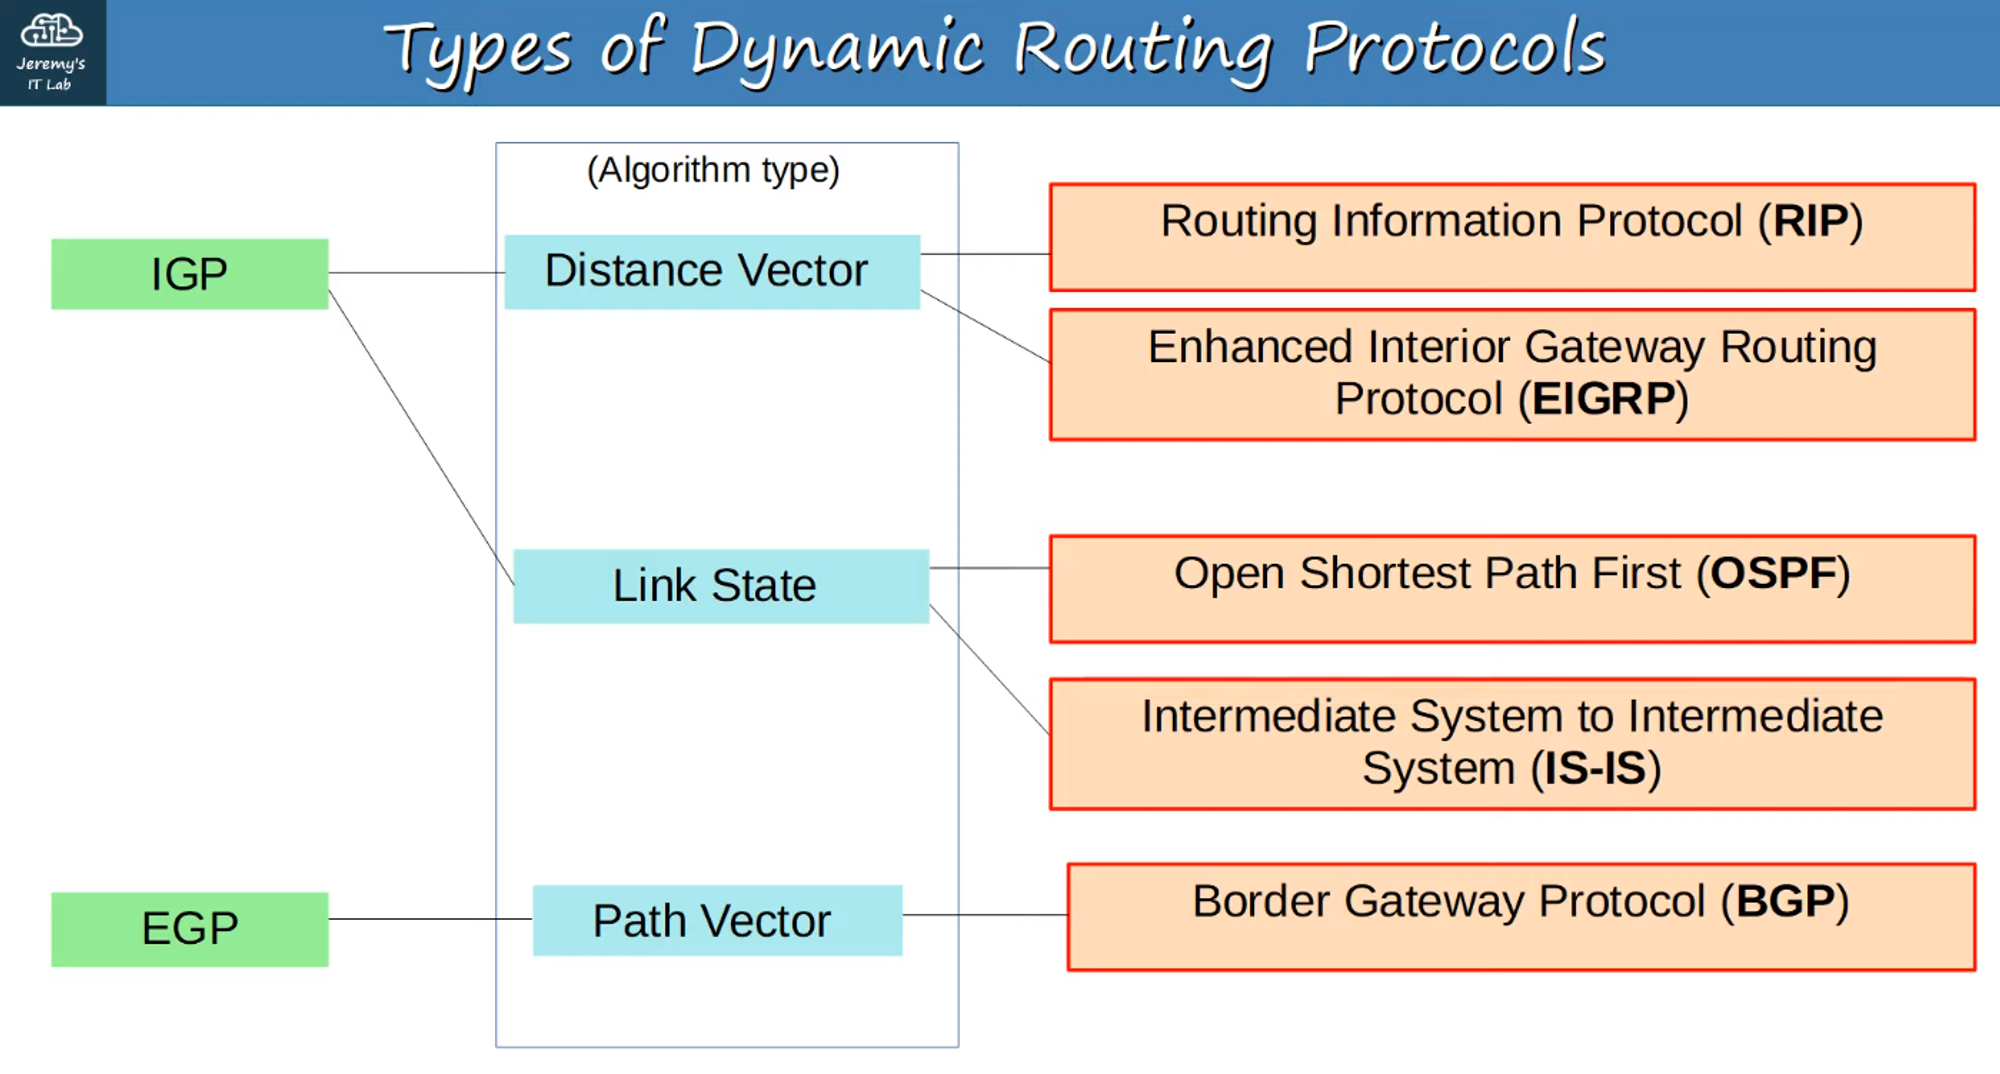 Jeremy's
IT Lab
Types of Dynamic Routing Protocols
(Algorithm type)
IGP
Distance Vector
Routing Information Protocol (RIP)
Enhanced Interior Gateway Routing
Protocol (EIGRP)
Link State
Open Shortest Path First (OSPF)
Intermediate System to Intermediate
System (IS-IS)
EGP
Path Vector
Border Gateway Protocol (BGP)